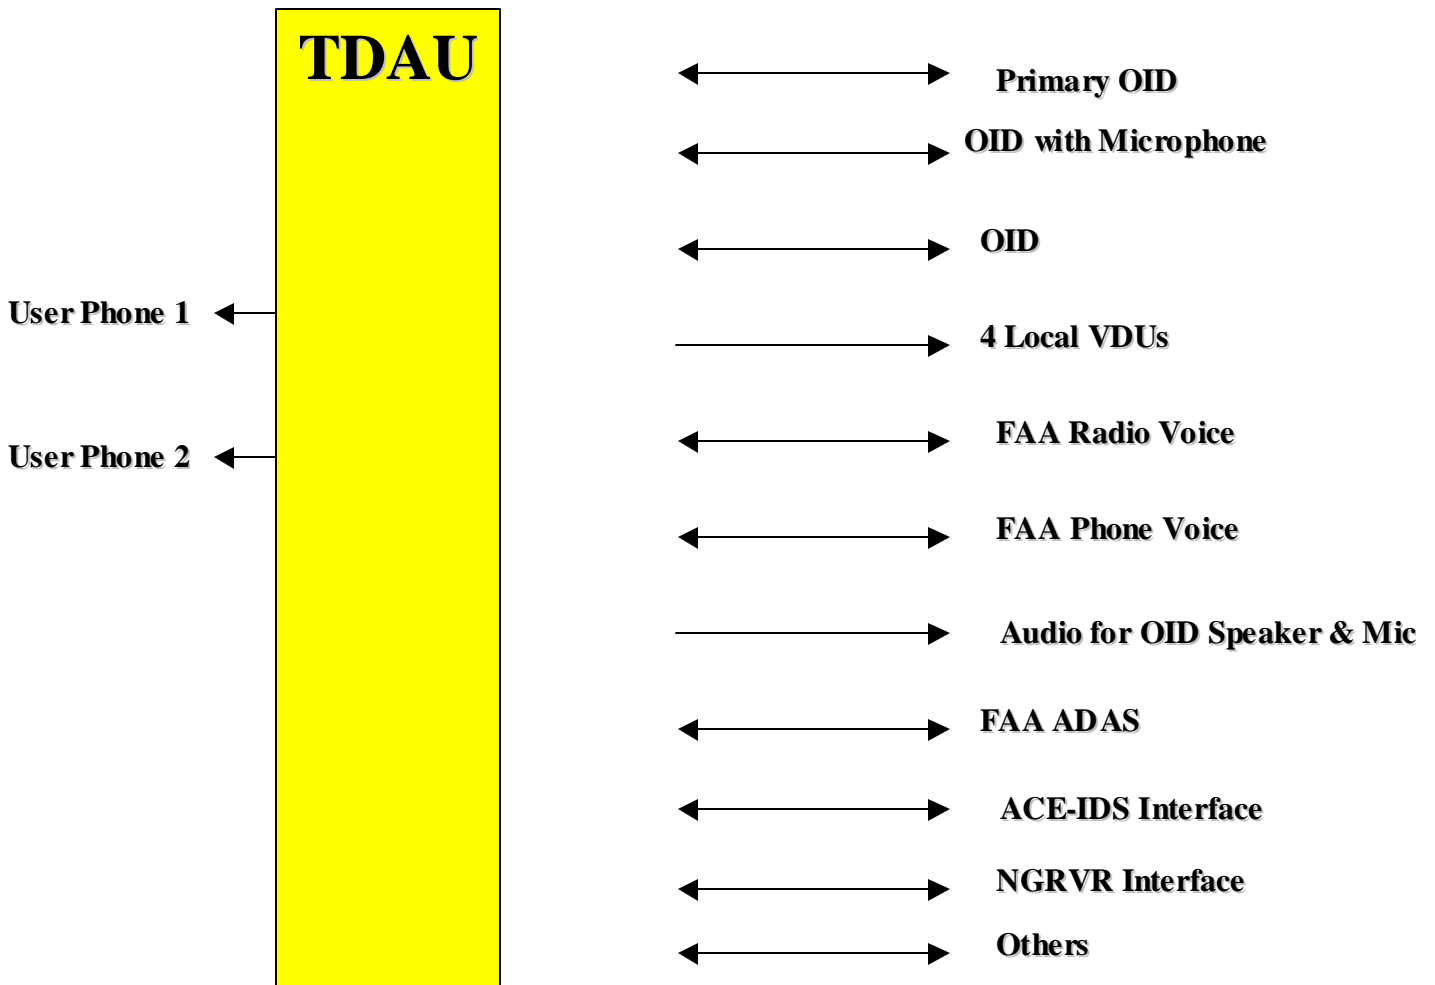 TDAU
Primary OID
OID with Microphone
OID
User Phone 1
4 Local VDUs
FAA Radio Voice
User Phone 2
FAA Phone Voice
Audio for OID Speaker & Mic
FAA ADAS
ACE-IDS Interface
NGRVR Interface
Others